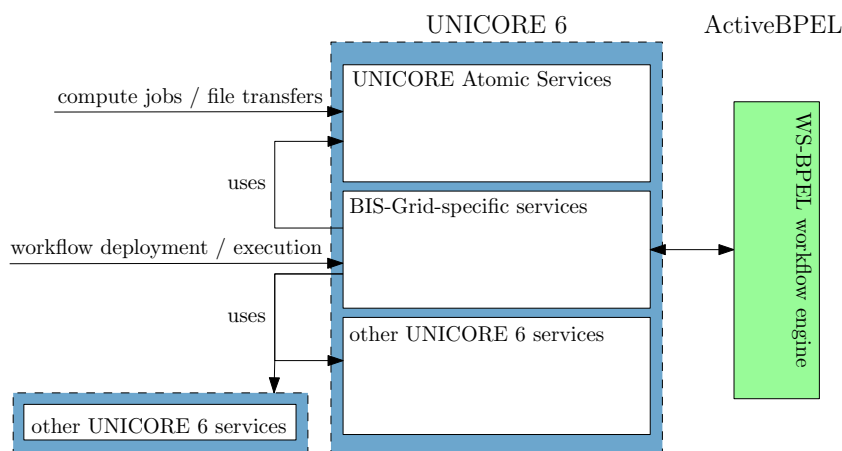 UNICORE 6
ActiveBPEL
UNICORE Atomic Services
compute jobs / file transfers
uses
BIS-Grid-specific services
workflow deployment / execution
uses
other UNICORE 6 services
other UNICORE 6 services
WS-BPEL workflow engine